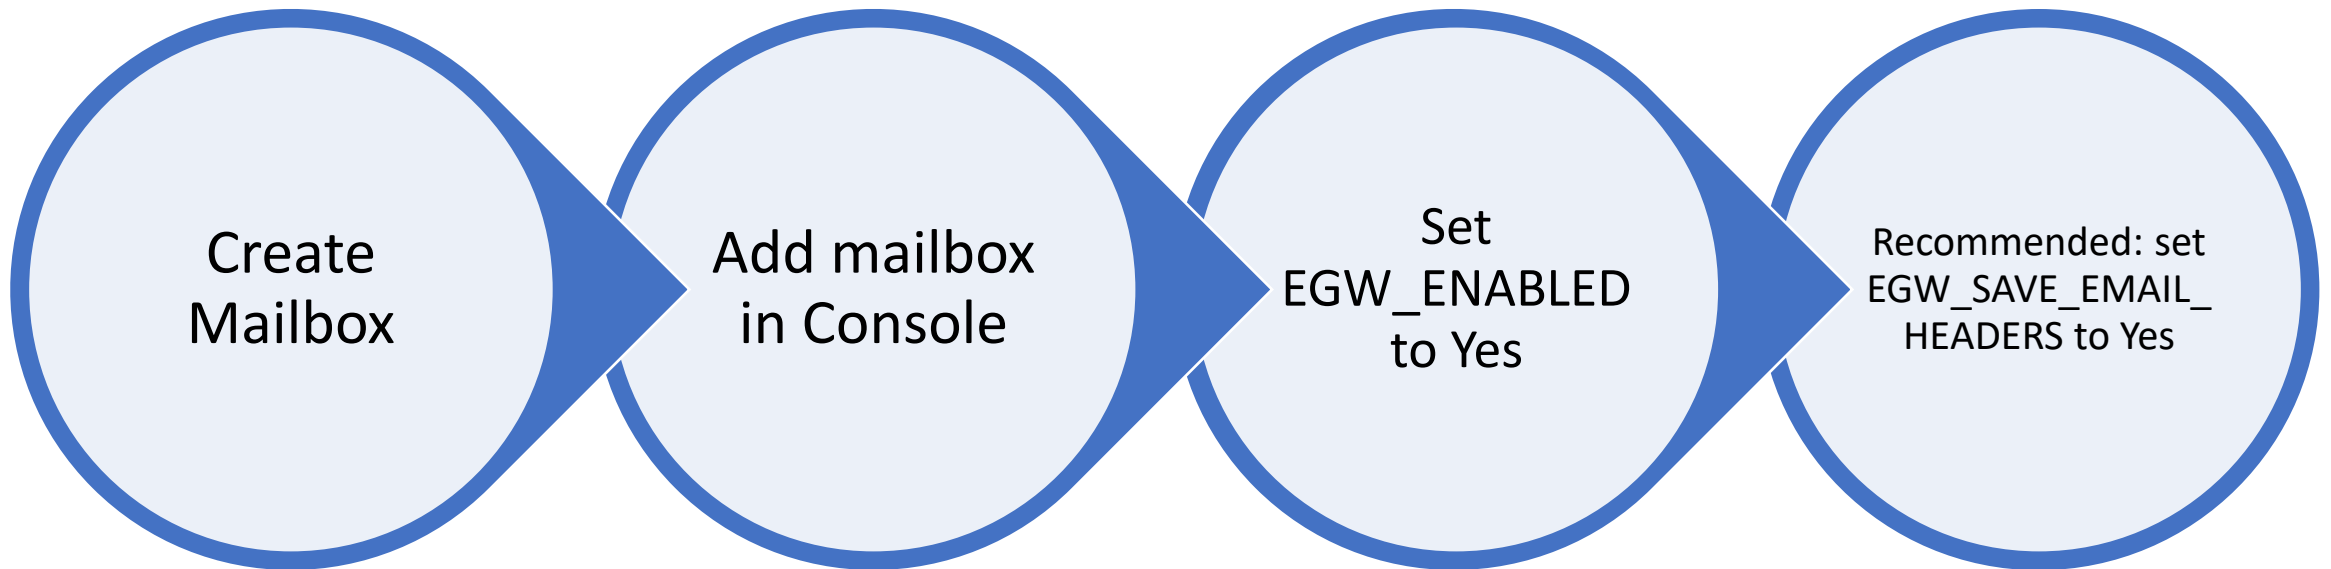 Create
Mailbox
Add mailbox
in Console
Set
EGW_ENABLED
to Yes
Recommended: set
EGW_SAVE_EMAIL_
HEADERS to Yes